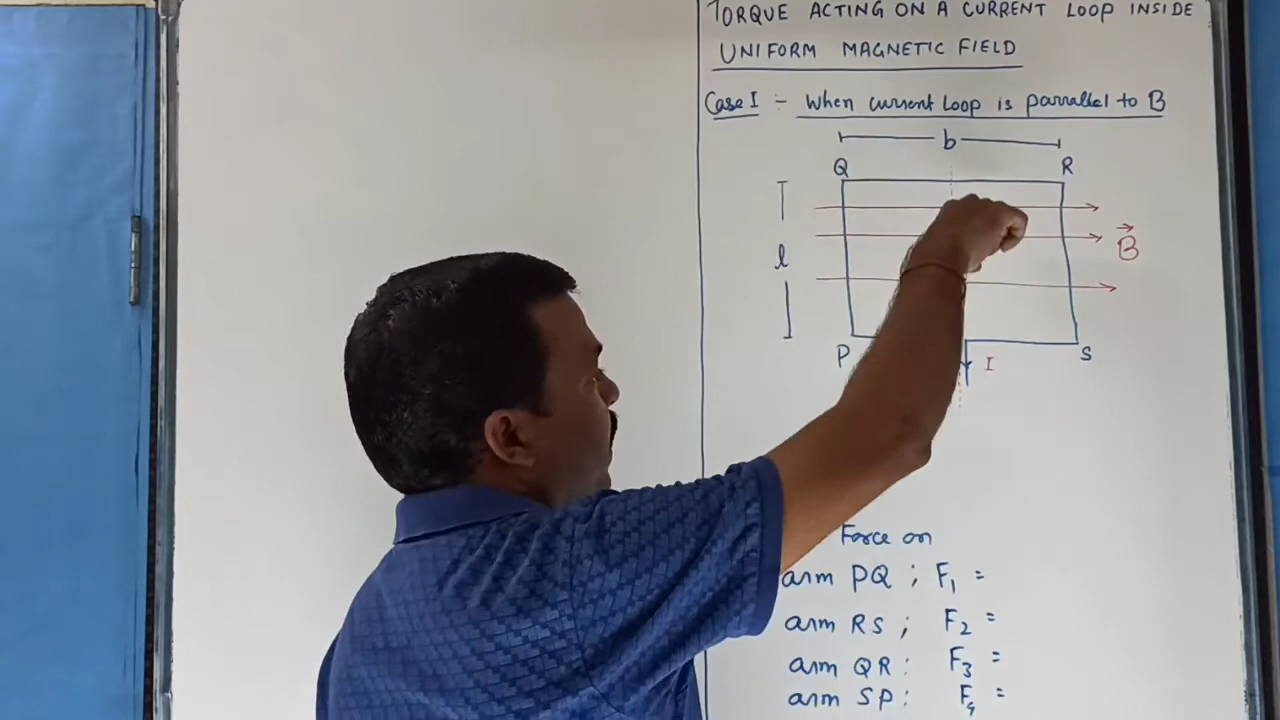 TORQUE ACTING ON A CURRENT LOOP INSIDE
UNIFORM MAGNETIC FIELD
Case I :- When current Loop is parrallel to B
b
Q R
l
B
P S
I
Force on
arm PQ ; F1 =
arm RS ; F2 =
arm QR : F3 =
arm SP : F4 =